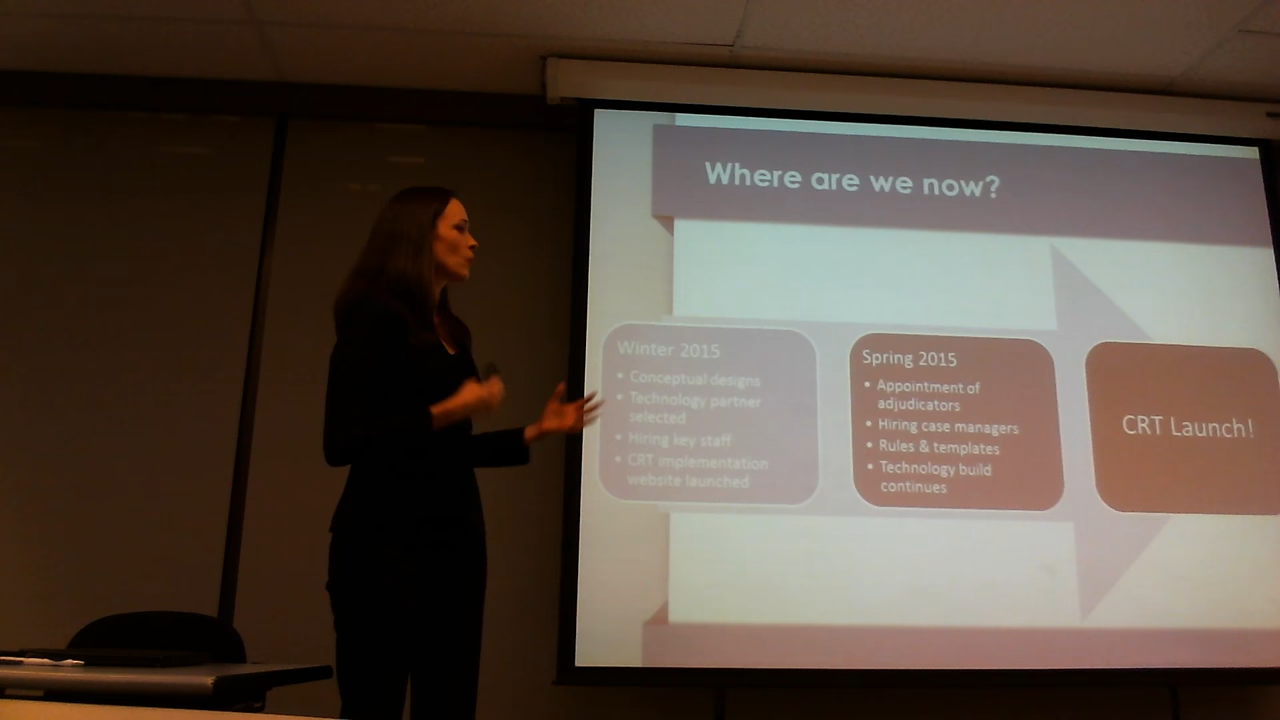 Where are we now?
Winter 2015
• Conceptual designs
• Technology partner
selected
• Hiring key staff
• CRT implementation
website launched
Spring 2015
• Appointment of
adjudicators
• Hiring case managers
• Rules & templates
• Technology build
continues
CRT Launch!